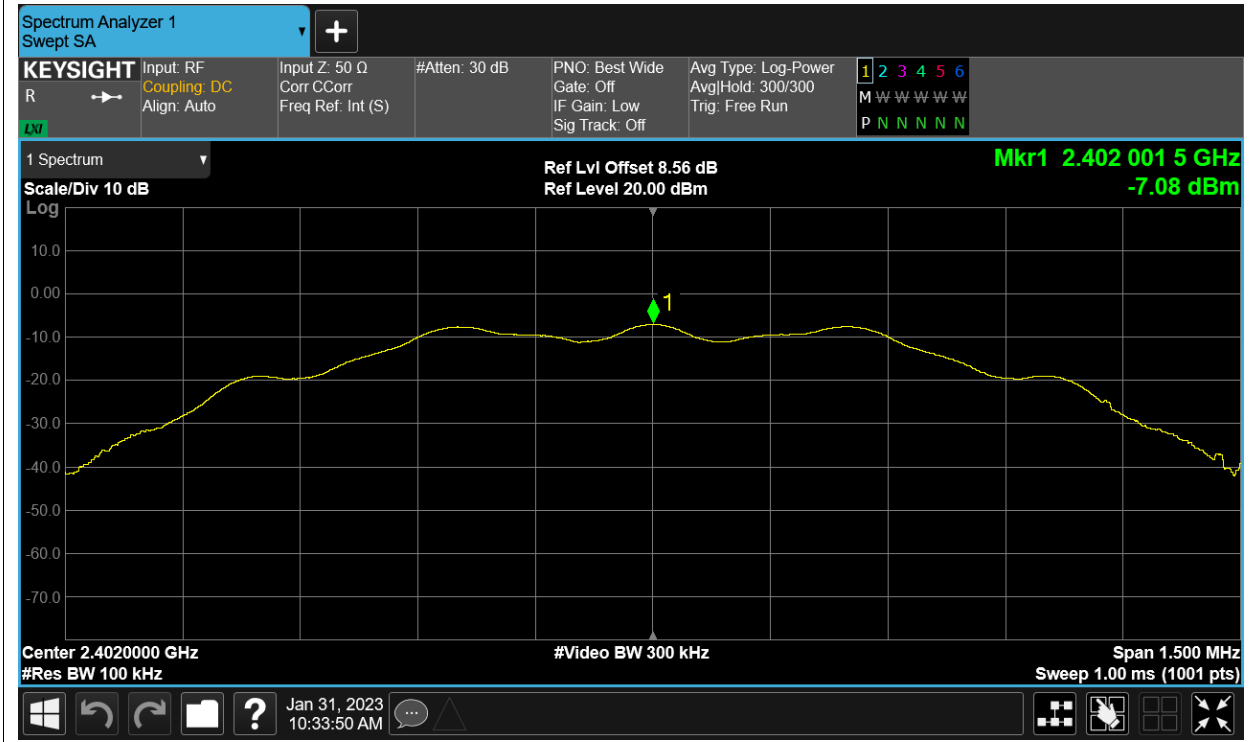 Spectrum Analyzer 1
Swept SA
KEYSIGHT
R
LXI
Input: RF
Coupling: DC
Align: Auto
Input Z: 50 Ω
Corr CCorr
Freq Ref: Int (S)
#Atten: 30 dB
PNO: Best Wide
Gate: Off
IF Gain: Low
Sig Track: Off
Avg Type: Log-Power
Avg|Hold: 300/300
Trig: Free Run
1 2 3 4 5 6
M W W W W W
P N N N N N
1 Spectrum
Scale/Div 10 dB
Log
Ref Lvl Offset 8.56 dB
Ref Level 20.00 dBm
Mkr1 2.402 001 5 GHz
-7.08 dBm
1
10.0
0.00
-10.0
-20.0
-30.0
-40.0
-50.0
-60.0
-70.0
Center 2.4020000 GHz
#Res BW 100 kHz
#Video BW 300 kHz
Span 1.500 MHz
Sweep 1.00 ms (1001 pts)
?
Jan 31, 2023
10:33:50 AM